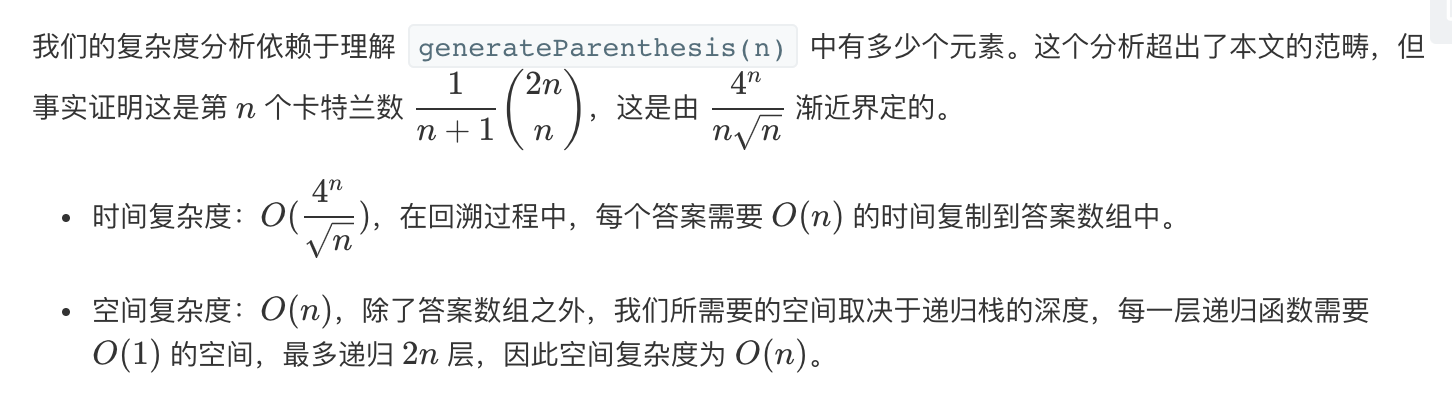 我们的复杂度分析依赖于理解 generateParenthesis(n) 中有多少个元素。这个分析超出了本文的范畴，但
事实证明这是第 n 个卡特兰数 $\dfrac{1}{n+1}\dbinom{2n}{n}$，这是由 $\dfrac{4^n}{n\sqrt{n}}$ 渐近界定的。
• 时间复杂度：$O(\dfrac{4^n}{\sqrt{n}})$，在回溯过程中，每个答案需要 $O(n)$ 的时间复制到答案数组中。
• 空间复杂度：$O(n)$，除了答案数组之外，我们所需要的空间取决于递归栈的深度，每一层递归函数需要
$O(1)$ 的空间，最多递归 $2n$ 层，因此空间复杂度为 $O(n)$。